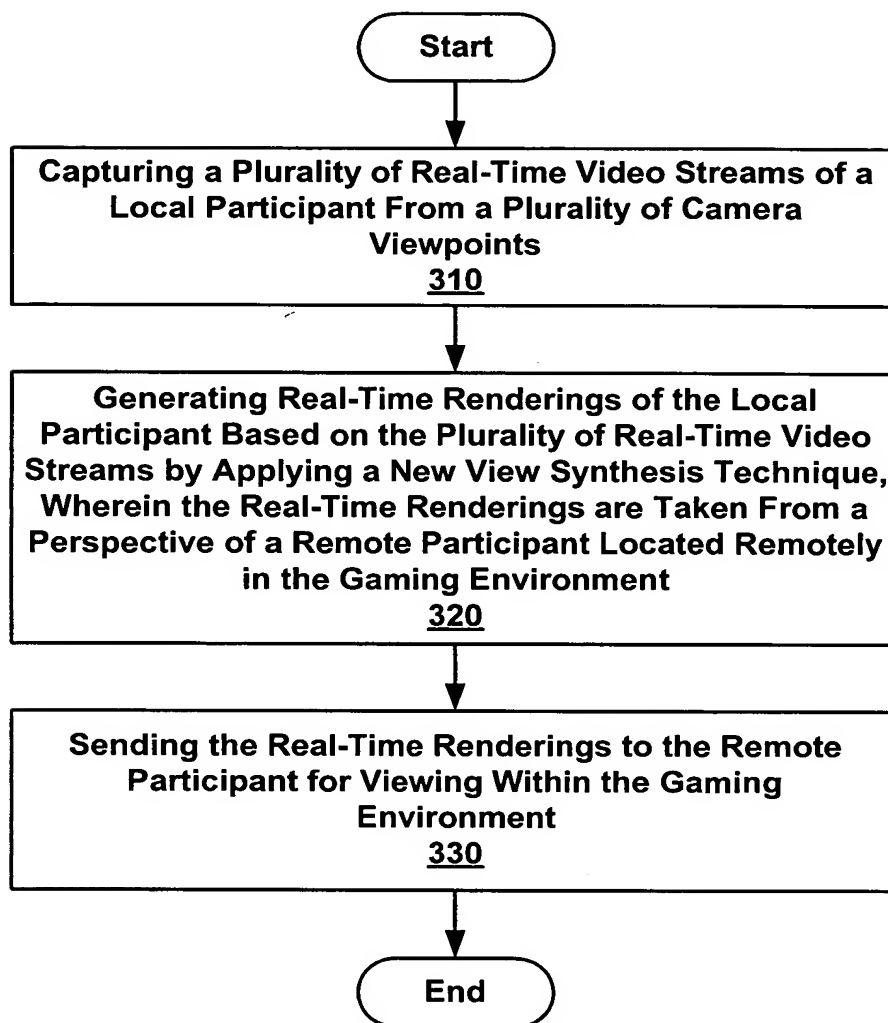 Start
Capturing a Plurality of Real-Time Video Streams of a
Local Participant From a Plurality of Camera
Viewpoints
310
Generating Real-Time Renderings of the Local
Participant Based on the Plurality of Real-Time Video
Streams by Applying a New View Synthesis Technique,
Wherein the Real-Time Renderings are Taken From a
Perspective of a Remote Participant Located Remotely
in the Gaming Environment
320
Sending the Real-Time Renderings to the Remote
Participant for Viewing Within the Gaming
Environment
330
End